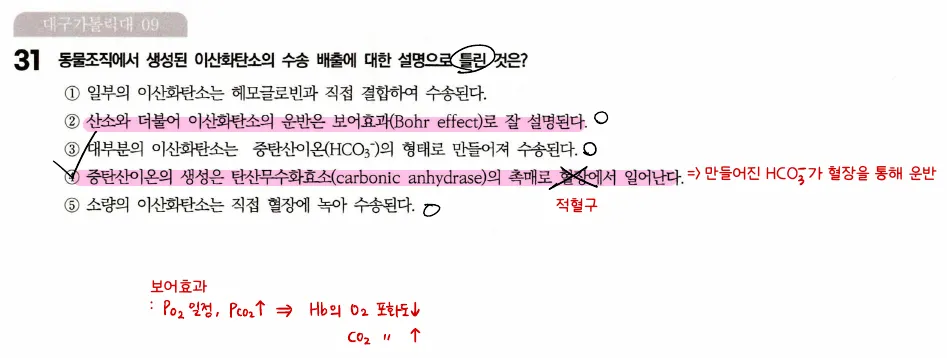 대구가톨릭대 09
31 동물조직에서 생성된 이산화탄소의 수송 배출에 대한 설명으로 틀린 것은?
① 일부의 이산화탄소는 헤모글로빈과 직접 결합하여 수송된다.
② 산소와 더불어 이산화탄소의 운반은 보어효과(Bohr effect)로 잘 설명된다. ○
③ 대부분의 이산화탄소는 중탄산이온(HCO₃⁻)의 형태로 만들어져 수송된다. ○
④ 중탄산이온의 생성은 탄산무수화효소(carbonic anhydrase)의 촉매로 혈장에서 일어난다. ⇒ 만들어진 HCO₃⁻가 혈장을 통해 운반
적혈구
⑤ 소량의 이산화탄소는 직접 혈장에 녹아 수송된다. ○
보어효과
: PO₂ 일정, PCO₂↑ ⇒ Hb의 O₂ 포화도↓
CO₂ 〃 ↑